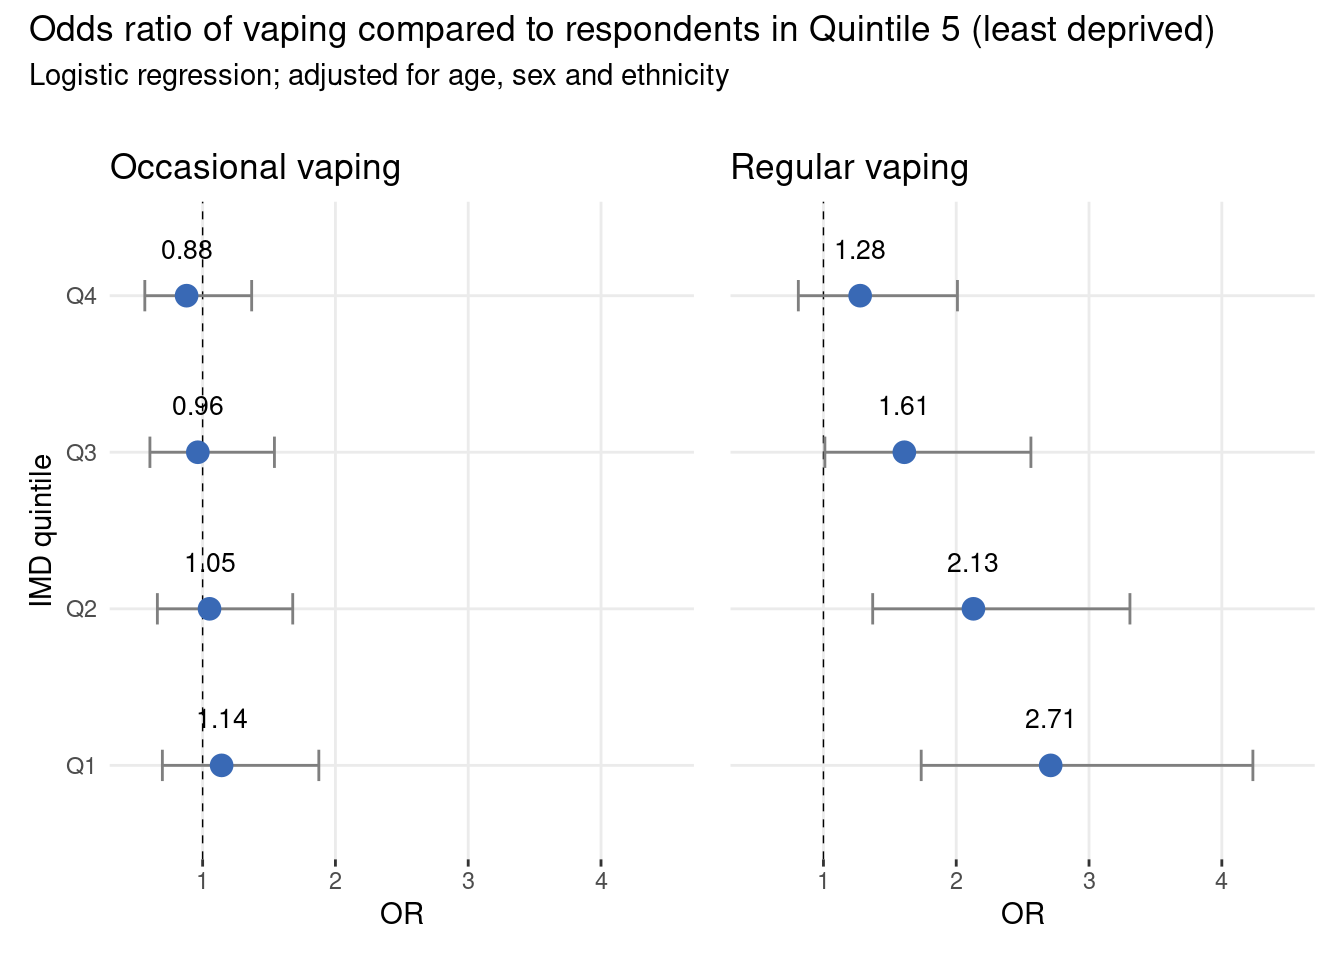 Odds ratio of vaping compared to respondents in Quintile 5 (least deprived)
Logistic regression; adjusted for age, sex and ethnicity
Occasional vaping
Regular vaping
IMD quintile
Q4
0.88
1.28
Q3
0.96
1.61
Q2
1.05
2.13
Q1
1.14
2.71
1 2 3 4
1 2 3 4
OR
OR